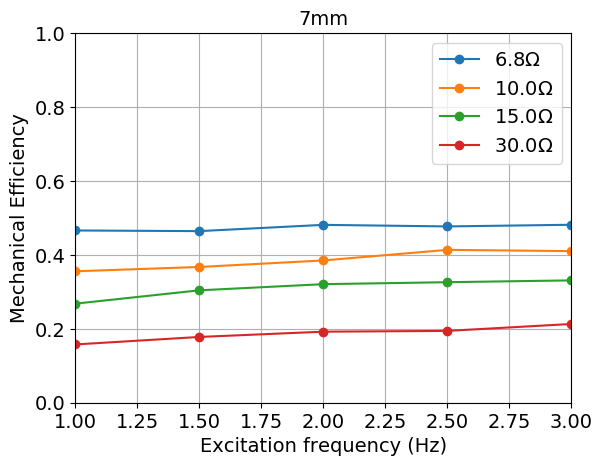 7mm
Mechanical Efficiency
1.0
0.8
0.6
0.4
0.2
0.0
6.8Ω
10.0Ω
15.0Ω
30.0Ω
1.00 1.25 1.50 1.75 2.00 2.25 2.50 2.75 3.00
Excitation frequency (Hz)